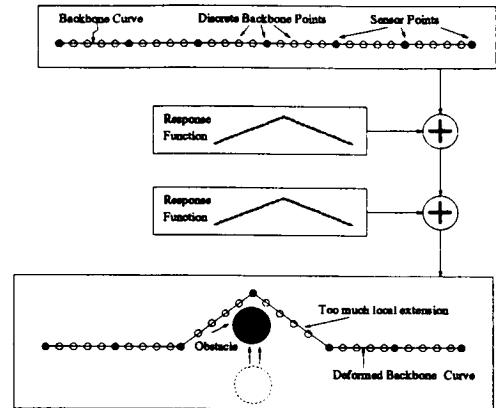 Backbone Curve
Discrete Backbone Points
Sensor Points
Response
Function
Response
Function
Too much local extension
Obstacle
Deformed Backbone Curve